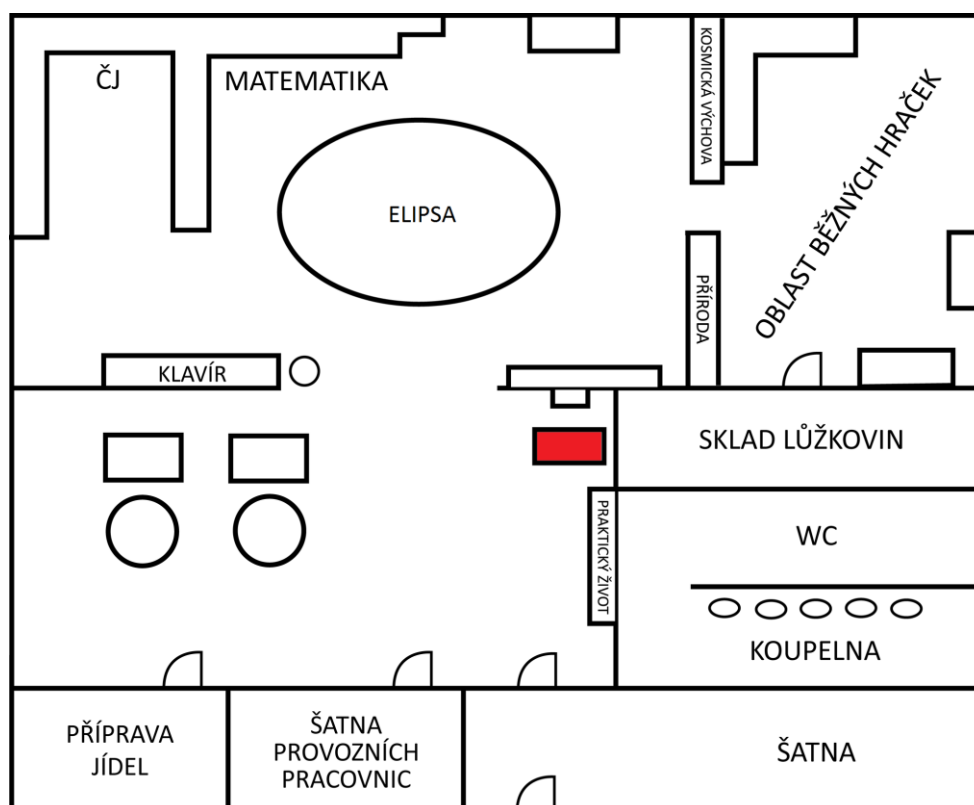 ČJ
MATEMATIKA
KOSMICKÁ VÝCHOVA
OBLAST BĚŽNÝCH HRAČEK
ELIPSA
PŘÍRODA
KLAVÍR
SKLAD LŮŽKOVIN
PRAKTICKÝ ŽIVOT
WC
KOUPELNA
PŘÍPRAVA
JÍDEL
ŠATNA
PROVOZNÍCH
PRACOVNIC
ŠATNA